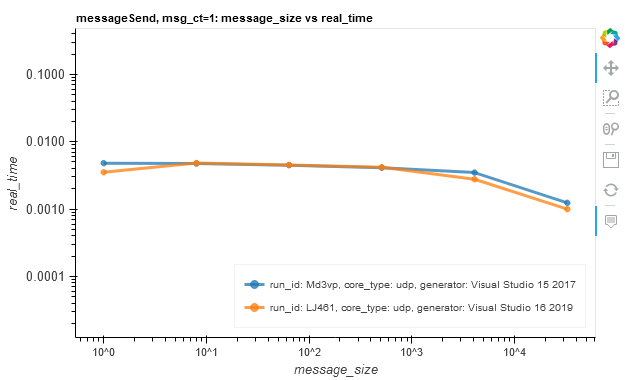 messageSend, msg_ct=1: message_size vs real_time
0.1000
0.0100
0.0010
0.0001
real_time
run_id: Md3vp, core_type: udp, generator: Visual Studio 15 2017
run_id: LJ461, core_type: udp, generator: Visual Studio 16 2019
10^0 10^1 10^2 10^3 10^4
message_size